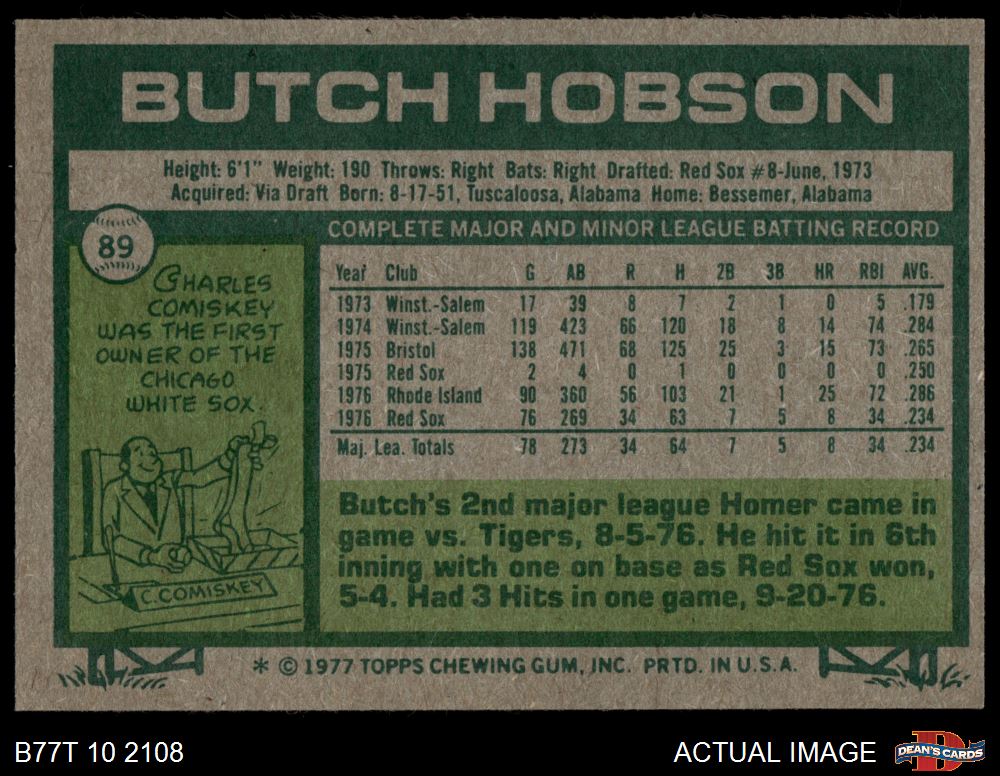 BUTCH HOBSON
Height: 6'1" Weight: 190 Throws: Right Bats: Right Drafted: Red Sox #8-June, 1973
Acquired: Via Draft Born: 8-17-51, Tuscaloosa, Alabama Home: Bessemer, Alabama
89
CHARLES
COMISKEY
WAS THE FIRST
OWNER OF THE
CHICAGO
WHITE SOX.
C. COMISKEY
COMPLETE MAJOR AND MINOR LEAGUE BATTING RECORD
Year Club G AB R H 2B 3B HR RBI AVG.
1973 Winst.-Salem 17 39 8 7 2 1 0 5 .179
1974 Winst.-Salem 119 423 66 120 18 8 14 74 .284
1975 Bristol 138 471 68 125 25 3 15 73 .265
1975 Red Sox 2 4 0 1 0 0 0 0 .250
1976 Rhode Island 90 360 56 103 21 1 25 72 .286
1976 Red Sox 76 269 34 63 7 5 8 34 .234
Maj. Lea. Totals 78 273 34 64 7 5 8 34 .234
Butch's 2nd major league Homer came in
game vs. Tigers, 8-5-76. He hit it in 6th
inning with one on base as Red Sox won,
5-4. Had 3 Hits in one game, 9-20-76.
* © 1977 TOPPS CHEWING GUM, INC. PRTD. IN U.S.A.
B77T 10 2108
ACTUAL IMAGE
DEAN'S CARDS